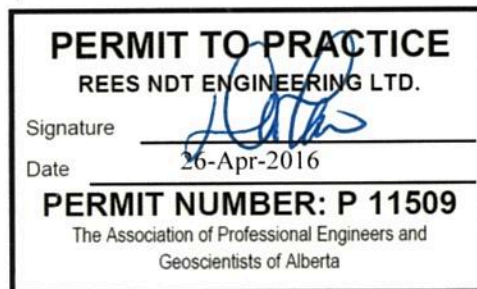 PERMIT TO PRACTICE
REES NDT ENGINEERING LTD.
Signature
Date 26-Apr-2016
PERMIT NUMBER: P 11509
The Association of Professional Engineers and
Geoscientists of Alberta